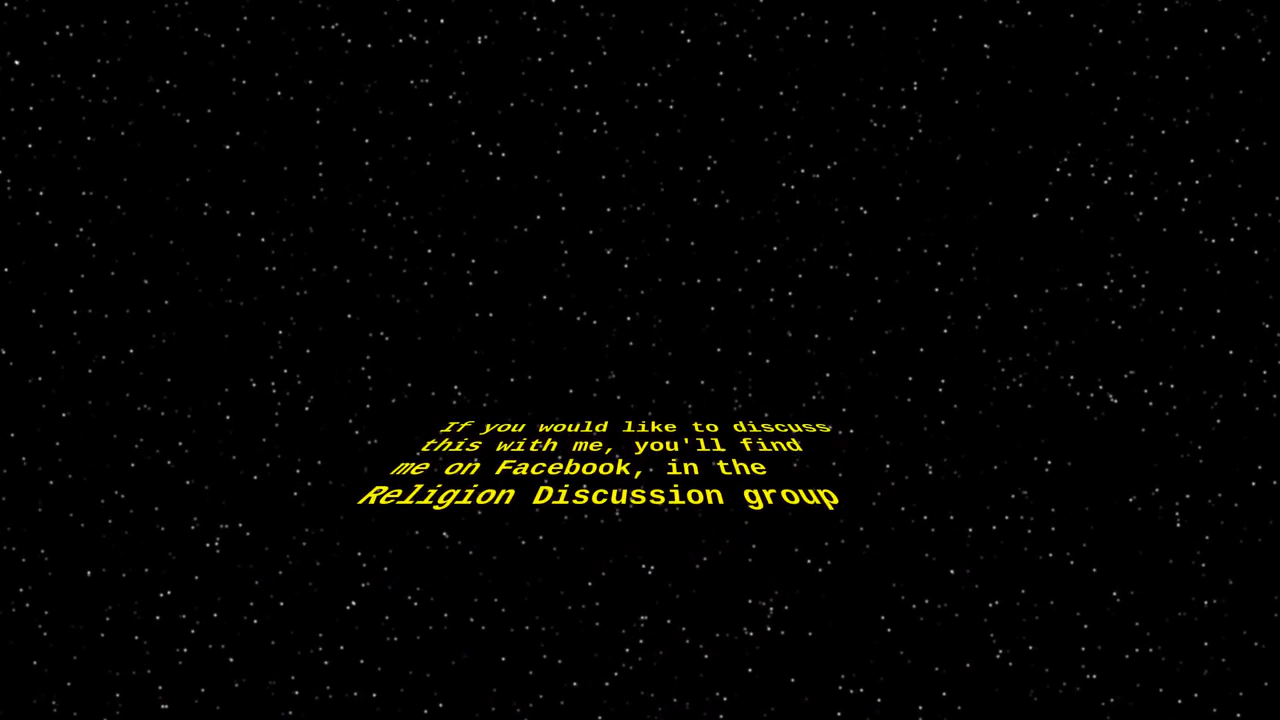 If you would like to discuss
this with me, you'll find
me on Facebook, in the
Religion Discussion group